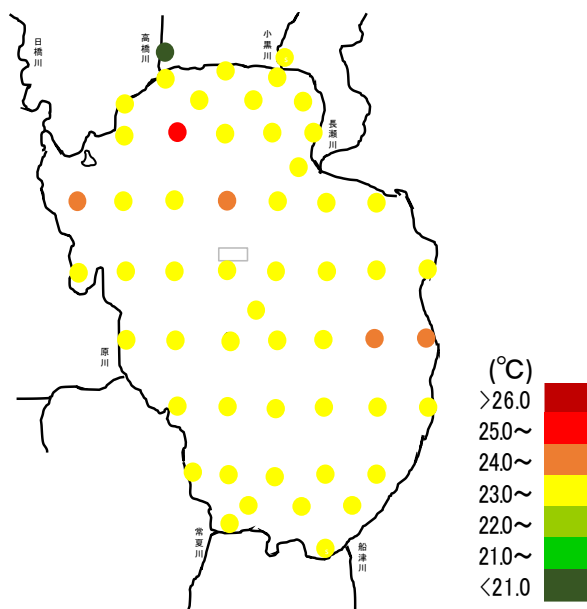 日橋川
高橋川
小黒川
長瀬川
原川
常夏川
船津川
(℃)
>26.0
25.0～
24.0～
23.0～
22.0～
21.0～
<21.0